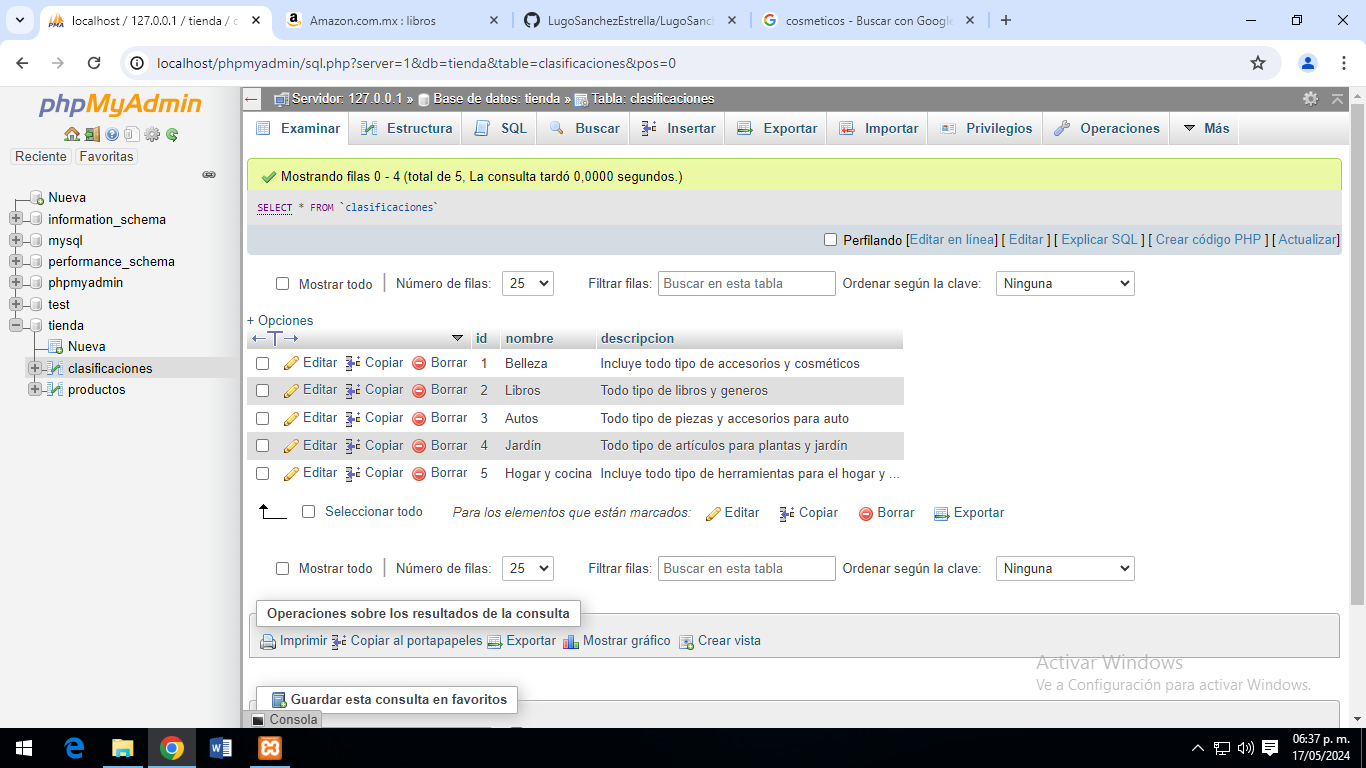 localhost / 127.0.0.1 / tienda / c
Amazon.com.mx : libros
LugoSanchezEstrella/LugoSanc
cosmeticos - Buscar con Google
localhost/phpmyadmin/sql.php?server=1&db=tienda&table=clasificaciones&pos=0
phpMyAdmin
Reciente Favoritas
Nueva
information_schema
mysql
performance_schema
phpmyadmin
test
tienda
Nueva
clasificaciones
productos
Servidor: 127.0.0.1 » Base de datos: tienda » Tabla: clasificaciones
Examinar Estructura SQL Buscar Insertar Exportar Importar Privilegios Operaciones Más
Mostrando filas 0 - 4 (total de 5, La consulta tardó 0,0000 segundos.)
SELECT * FROM `clasificaciones`
Perfilando [Editar en línea] [ Editar ] [ Explicar SQL ] [ Crear código PHP ] [ Actualizar]
Mostrar todo | Número de filas: 25 Filtrar filas: Buscar en esta tabla Ordenar según la clave: Ninguna
+ Opciones
←T→ id nombre descripcion
Editar Copiar Borrar 1 Belleza Incluye todo tipo de accesorios y cosméticos
Editar Copiar Borrar 2 Libros Todo tipo de libros y generos
Editar Copiar Borrar 3 Autos Todo tipo de piezas y accesorios para auto
Editar Copiar Borrar 4 Jardín Todo tipo de artículos para plantas y jardín
Editar Copiar Borrar 5 Hogar y cocina Incluye todo tipo de herramientas para el hogar y ...
Seleccionar todo Para los elementos que están marcados: Editar Copiar Borrar Exportar
Mostrar todo | Número de filas: 25 Filtrar filas: Buscar en esta tabla Ordenar según la clave: Ninguna
Operaciones sobre los resultados de la consulta
Imprimir Copiar al portapapeles Exportar Mostrar gráfico Crear vista
Activar Windows
Ve a Configuración para activar Windows.
Guardar esta consulta en favoritos
Consola
06:37 p. m.
17/05/2024